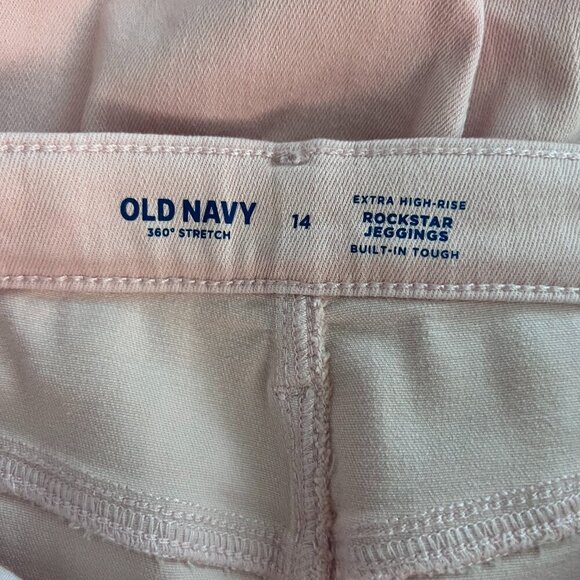 OLD NAVY
360° STRETCH
14
EXTRA HIGH-RISE
ROCKSTAR
JEGGINGS
BUILT-IN TOUGH